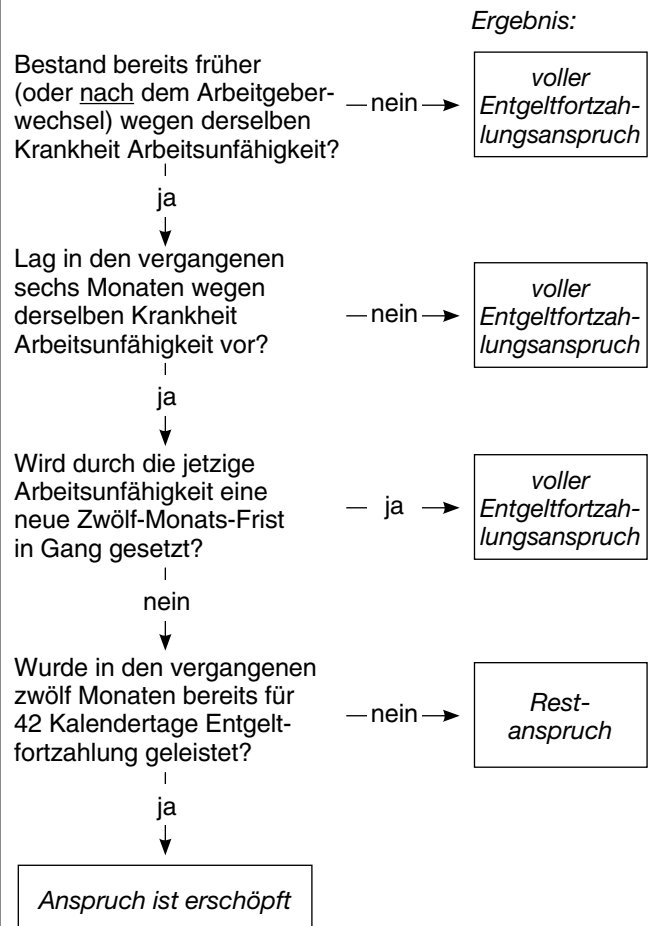 Ergebnis:
Bestand bereits früher
(oder nach dem Arbeitgeber-
wechsel) wegen derselben
Krankheit Arbeitsunfähigkeit?
nein
voller
Entgeltfortzah-
lungsanspruch
ja
Lag in den vergangenen
sechs Monaten wegen
derselben Krankheit
Arbeitsunfähigkeit vor?
nein
voller
Entgeltfortzah-
lungsanspruch
ja
Wird durch die jetzige
Arbeitsunfähigkeit eine
neue Zwölf-Monats-Frist
in Gang gesetzt?
ja
voller
Entgeltfortzah-
lungsanspruch
nein
Wurde in den vergangenen
zwölf Monaten bereits für
42 Kalendertage Entgelt-
fortzahlung geleistet?
nein
Rest-
anspruch
ja
Anspruch ist erschöpft